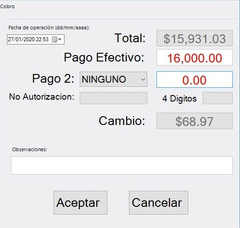 Cobro
Fecha de operación (dd/mm/aaaa):
27/01/2020 22:53
Total: $15,931.03
Pago Efectivo: 16,000.00
Pago 2: NINGUNO 0.00
No Autorizacion: 4 Digitos
Cambio: $68.97
Observaciones:
Aceptar Cancelar